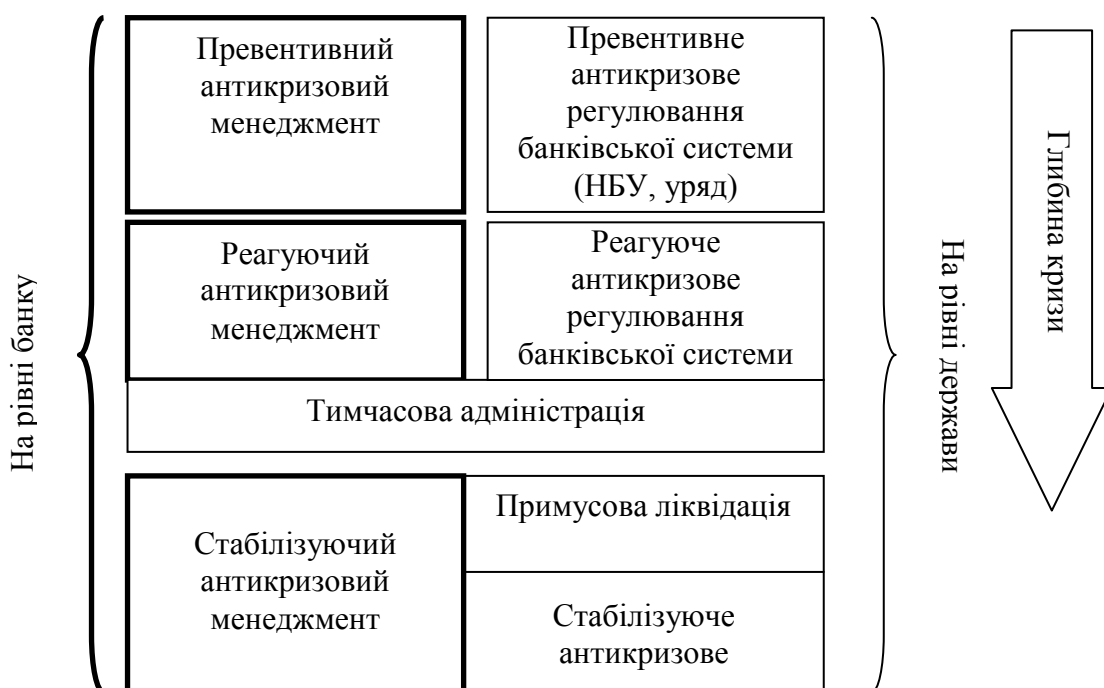 На рівні банку
Превентивний
антикризовий
менеджмент
Превентивне
антикризове
регулювання
банківської системи
(НБУ, уряд)
Реагуючий
антикризовий
менеджмент
Реагуюче
антикризове
регулювання
банківської системи
Тимчасова адміністрація
Стабілізуючий
антикризовий
менеджмент
Примусова ліквідація
Стабілізуюче
антикризове
На рівні держави
Глибина кризи